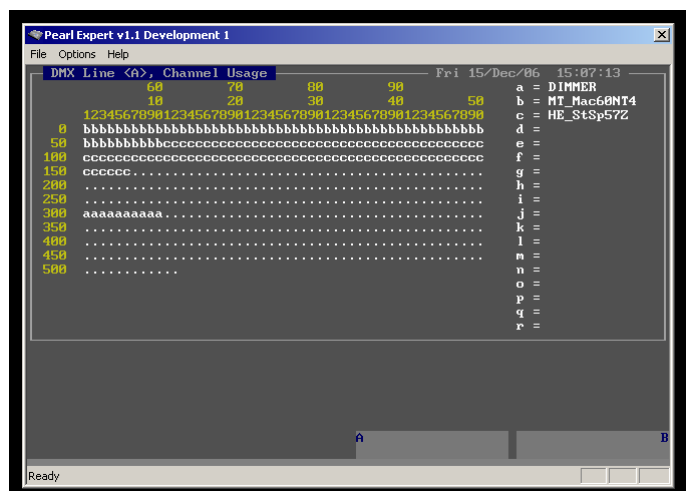 Pearl Expert v1.1 Development 1
File Options Help
DMX Line <A>, Channel Usage Fri 15/Dec/06 15:07:13
60 70 80 90 a = DIMMER
10 20 30 40 50 b = MT_Mac60NT4
12345678901234567890123456789012345678901234567890 c = HE_StSp57Z
0 bbbbbbbbbbbbbbbbbbbbbbbbbbbbbbbbbbbbbbbbbbbbbbbbbb d =
50 bbbbbbbbbbcccccccccccccccccccccccccccccccccccccccc e =
100 cccccccccccccccccccccccccccccccccccccccccccccccccc f =
150 cccccc............................................ g =
200 .................................................. h =
250 .................................................. i =
300 aaaaaaaaaa........................................ j =
350 .................................................. k =
400 .................................................. l =
450 .................................................. m =
500 ............ n =
o =
p =
q =
r =
A B
Ready